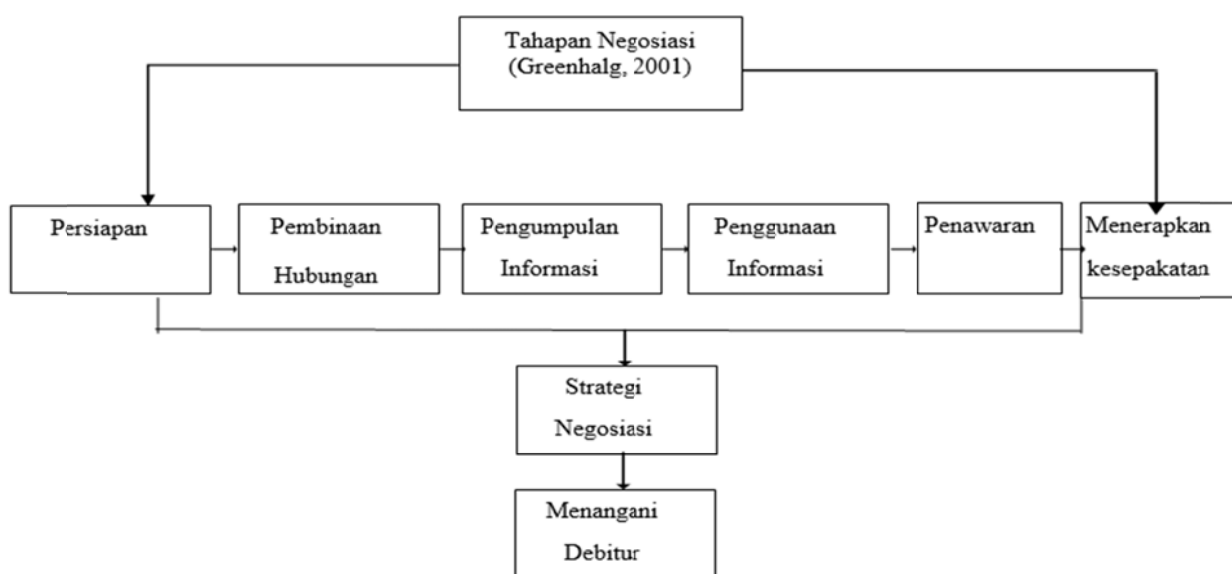 Tahapan Negosiasi
(Greenhalg, 2001)
Persiapan
Pembinaan
Hubungan
Pengumpulan
Informasi
Penggunaan
Informasi
Penawaran
Menerapkan
kesepakatan
Strategi
Negosiasi
Menangani
Debitur